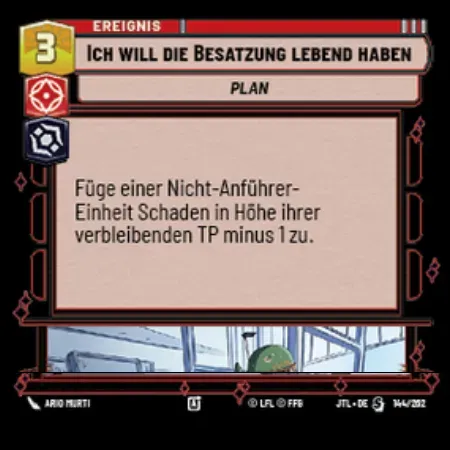 EREIGNIS
3
ICH WILL DIE BESATZUNG LEBEND HABEN
PLAN
Füge einer Nicht-Anführer-
Einheit Schaden in Höhe ihrer
verbleibenden TP minus 1 zu.
ARIO MURTI
© LFL © FFG
JTL • DE
144/262